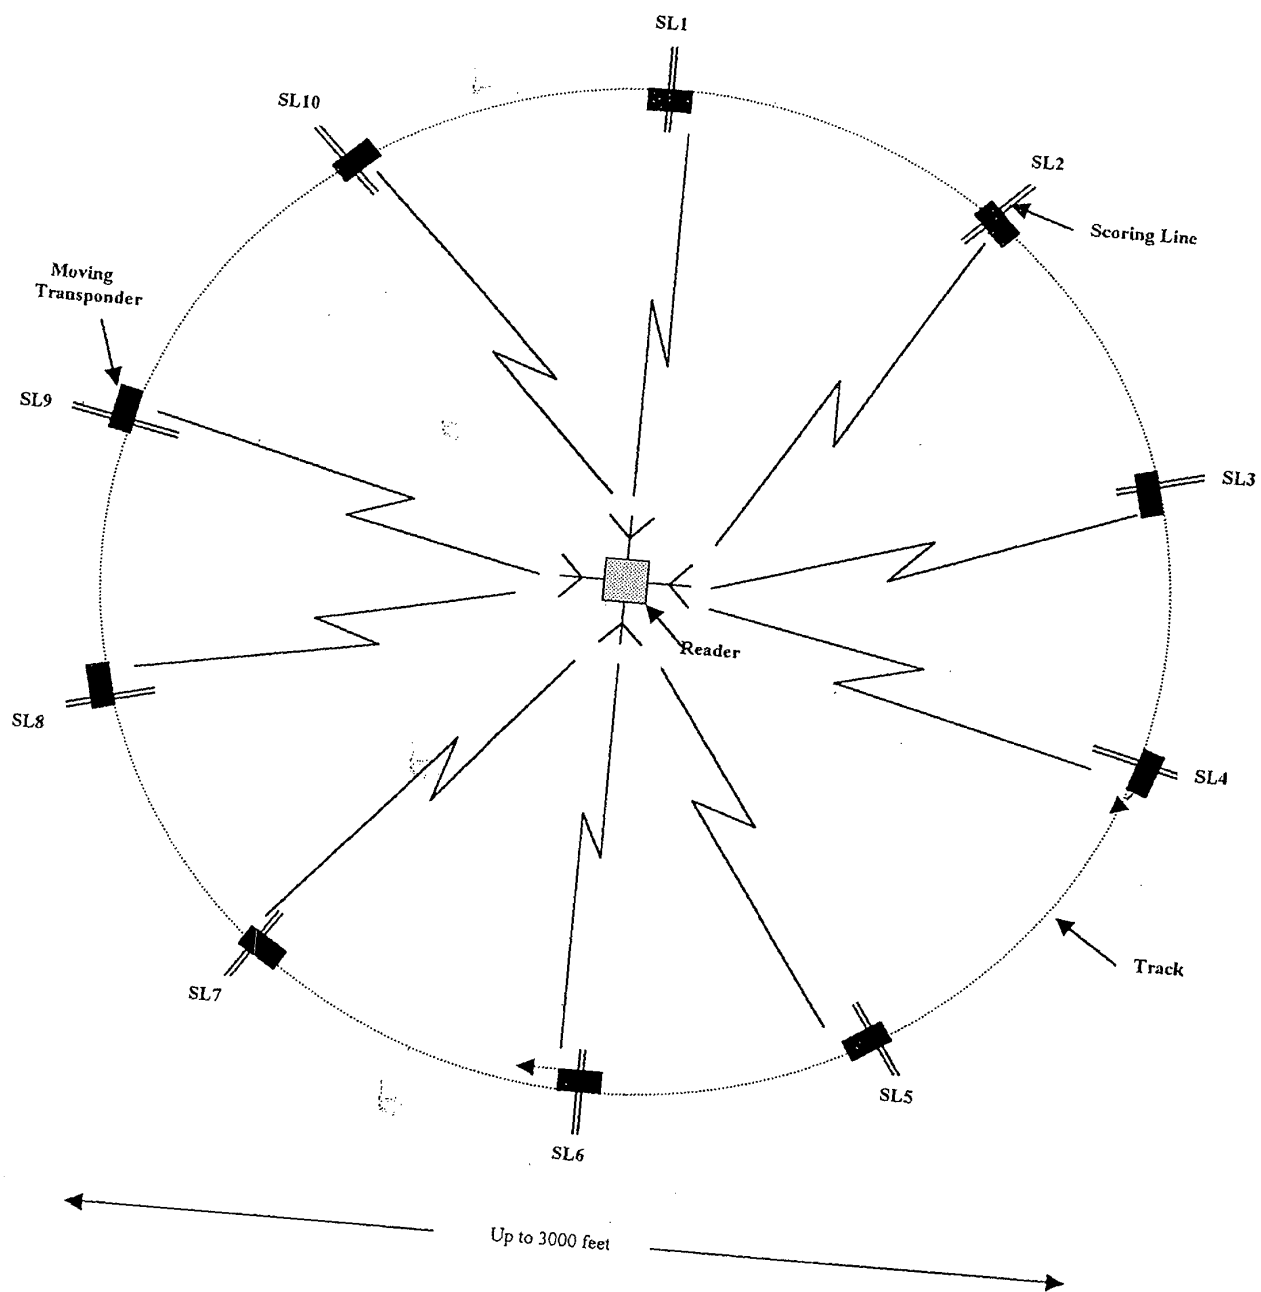 SL1
SL10
SL2
Scoring Line
Moving
Transponder
SL9
SL3
Reader
SL8
SL4
Track
SL7
SL5
SL6
Up to 3000 feet